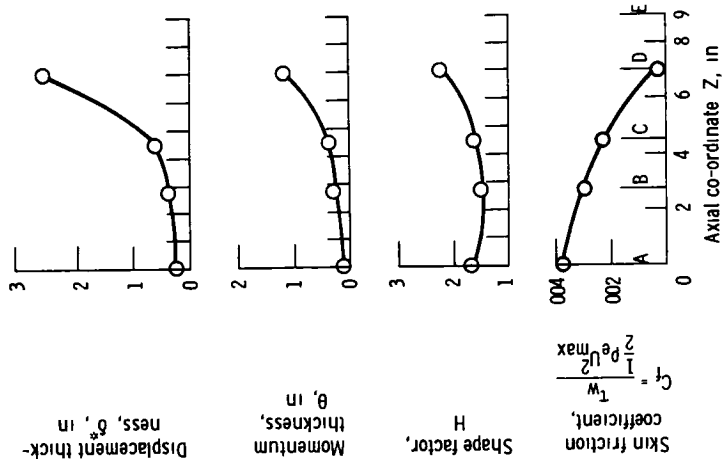 Displacement thick-
ness, δ*, in
3
2
1
0
Momentum
thickness,
θ, in
2
1
0
Shape factor,
H
3
2
1
Skin friction
coefficient,
C_f = τ_W / (1/2 ρ_e U²_max)
004
002
0
A B C D E
0 2 4 6 8 9
Axial co-ordinate Z, in